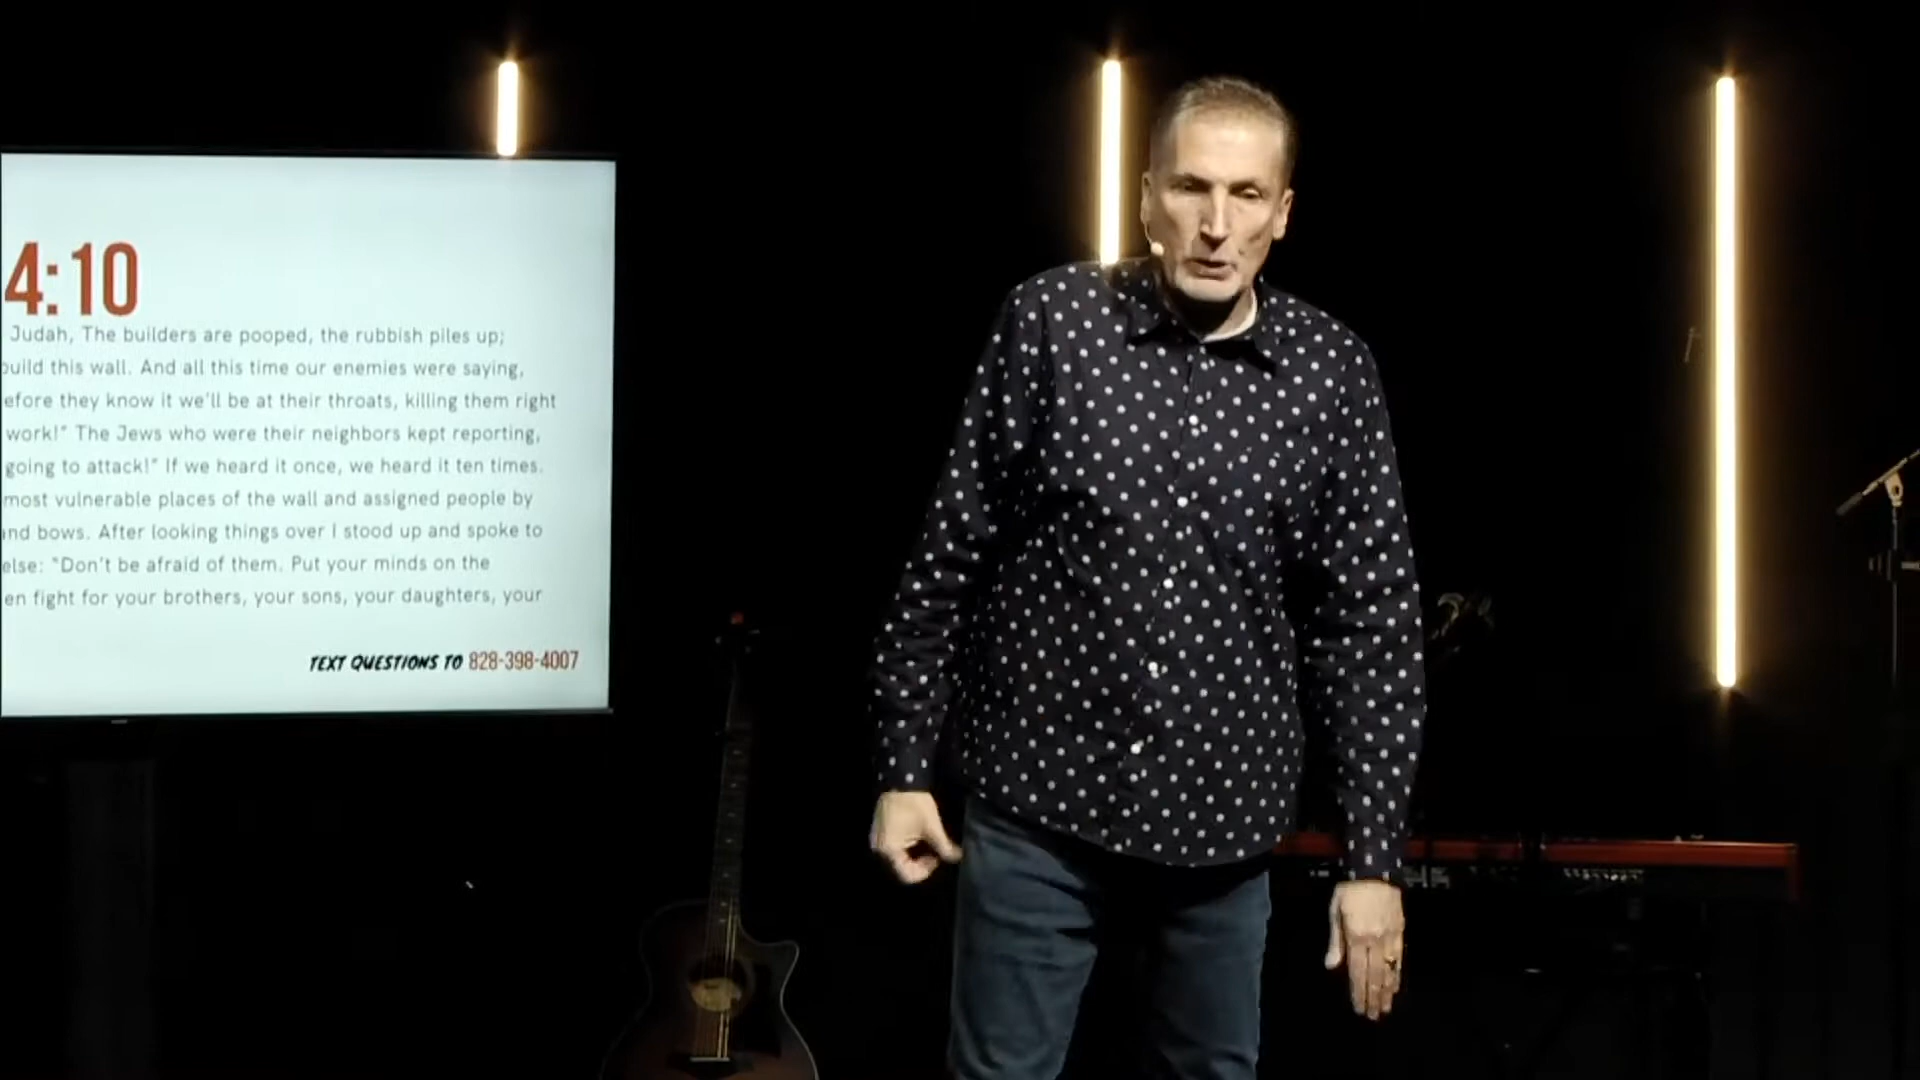 4:10
Judah, The builders are pooped, the rubbish piles up;
build this wall. And all this time our enemies were saying,
efore they know it we'll be at their throats, killing them right
work!" The Jews who were their neighbors kept reporting,
going to attack!" If we heard it once, we heard it ten times.
most vulnerable places of the wall and assigned people by
and bows. After looking things over I stood up and spoke to
else: "Don't be afraid of them. Put your minds on the
en fight for your brothers, your sons, your daughters, your
TEXT QUESTIONS TO 828-398-4007